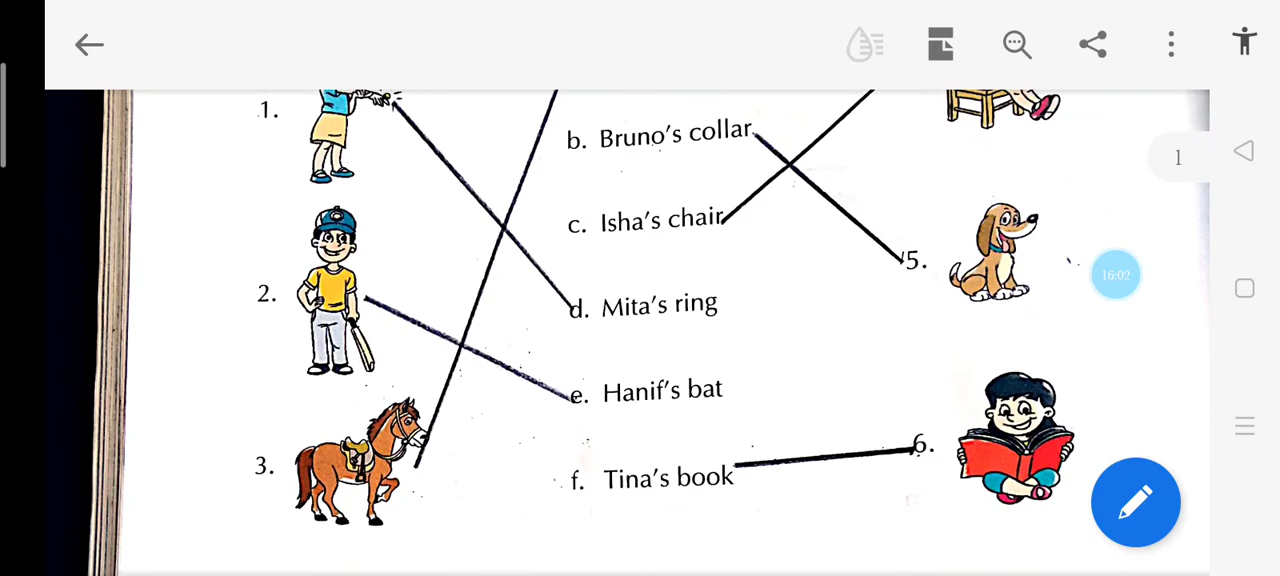 1.
b. Bruno's collar
1
c. Isha's chair
5.
16:02
2.
d. Mita's ring
e. Hanif's bat
3.
6.
f. Tina's book